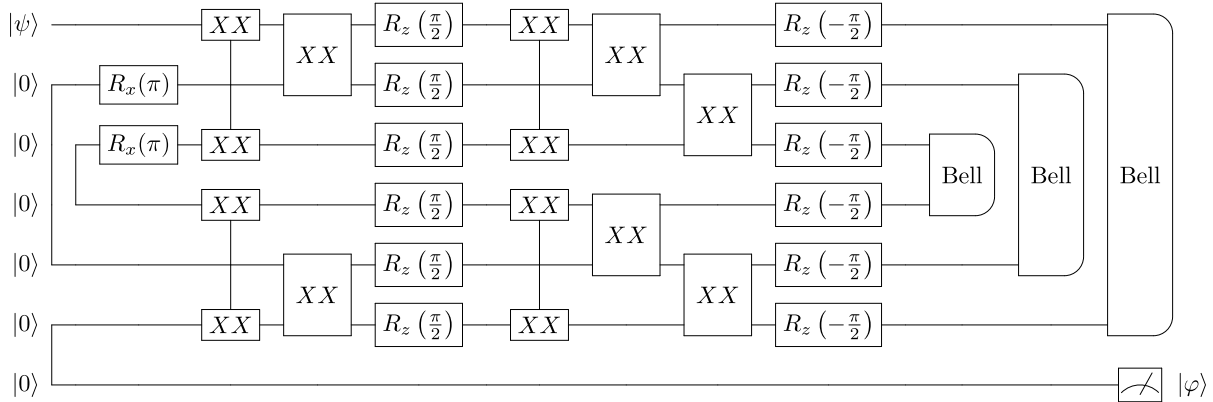 |ψ⟩ XX XX R_z(π/2) XX XX R_z(−π/2)
|0⟩ R_x(π) R_z(π/2) XX R_z(−π/2)
|0⟩ R_x(π) XX R_z(π/2) XX R_z(−π/2) Bell Bell Bell
|0⟩ XX R_z(π/2) XX XX R_z(−π/2)
|0⟩ XX R_z(π/2) XX R_z(−π/2)
|0⟩ XX R_z(π/2) XX R_z(−π/2)
|0⟩ |φ⟩